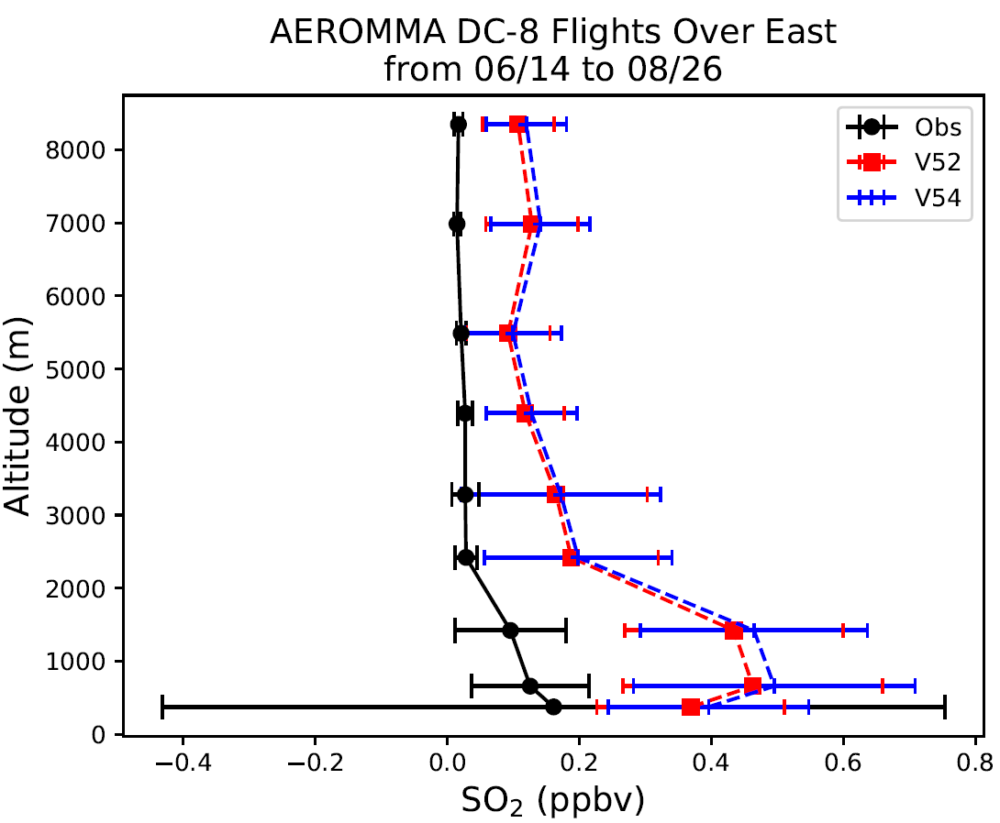 AEROMMA DC-8 Flights Over East
from 06/14 to 08/26
Obs
V52
V54
8000
7000
6000
5000
4000
3000
2000
1000
0
Altitude (m)
−0.4
−0.2
0.0
0.2
0.4
0.6
0.8
SO₂ (ppbv)